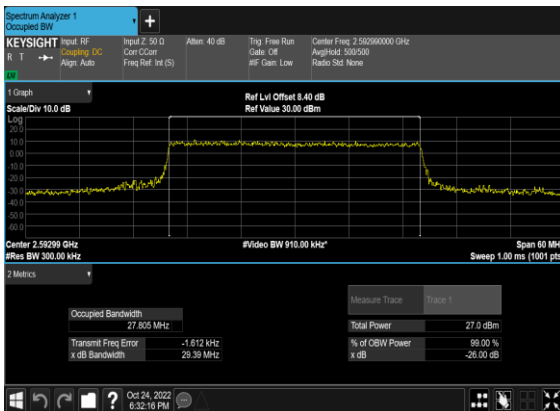 Spectrum Analyzer 1
Occupied BW
+
KEYSIGHT Input: RF Input Z: 50 Ω Atten: 40 dB Trig: Free Run Center Freq: 2.592990000 GHz
R T Coupling: DC Corr CCorr Gate: Off Avg|Hold: 500/500
Align: Auto Freq Ref: Int (S) #IF Gain: Low Radio Std: None
LV
1 Graph
Ref Lvl Offset 8.40 dB
Scale/Div 10.0 dB Ref Value 30.00 dBm
Log
20.0
10.0
0.00
-10.0
-20.0
-30.0
-40.0
-50.0
-60.0
Center 2.59299 GHz #Video BW 910.00 kHz* Span 60 MH
#Res BW 300.00 kHz Sweep 1.00 ms (1001 pts
2 Metrics
Measure Trace Trace 1
Occupied Bandwidth
27.805 MHz Total Power 27.0 dBm
Transmit Freq Error -1.612 kHz % of OBW Power 99.00 %
x dB Bandwidth 29.39 MHz x dB -26.00 dB
? Oct 24, 2022
6:32:16 PM